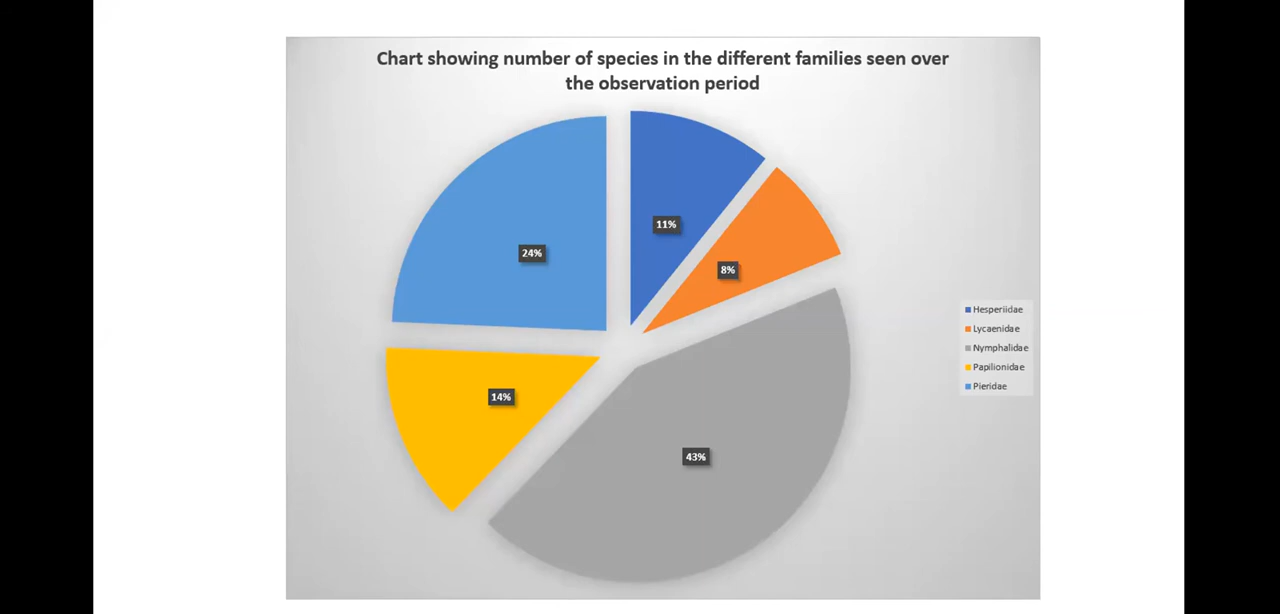 Chart showing number of species in the different families seen over
the observation period
11%
24%
8%
14%
43%
Hesperiidae
Lycaenidae
Nymphalidae
Papilionidae
Pieridae